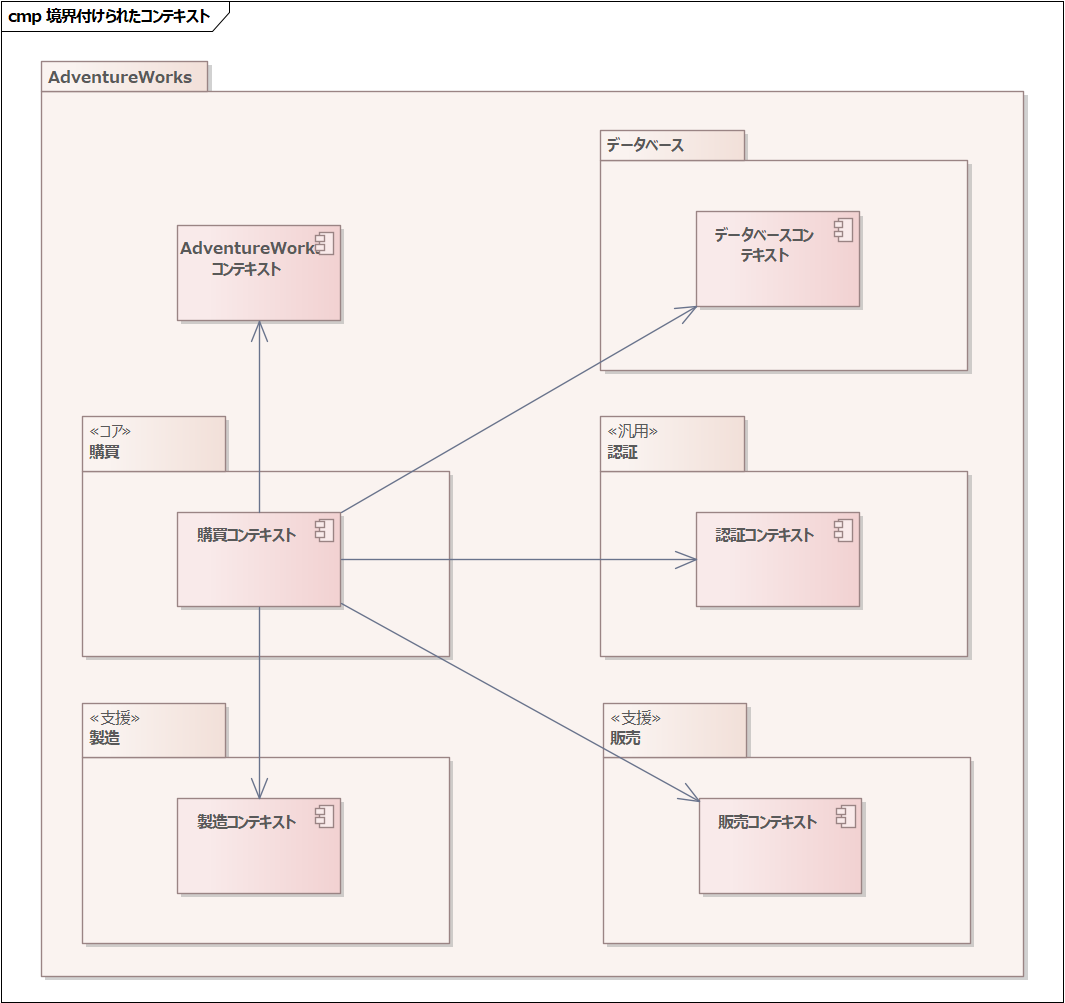 cmp 境界付けられたコンテキスト
AdventureWorks
データベース
データベースコン
テキスト
AdventureWorks
コンテキスト
«コア»
購買
購買コンテキスト
«汎用»
認証
認証コンテキスト
«支援»
製造
製造コンテキスト
«支援»
販売
販売コンテキスト